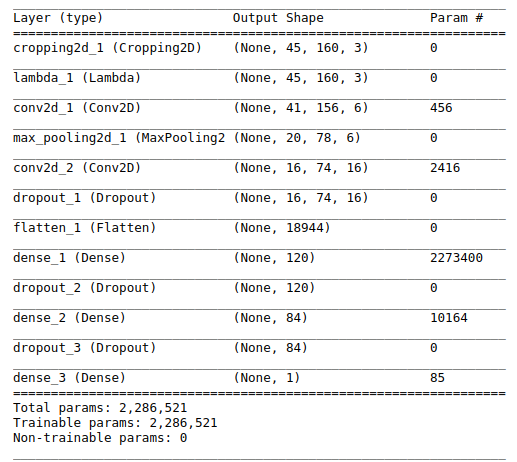 Layer (type) Output Shape Param #
=================================================================
cropping2d_1 (Cropping2D) (None, 45, 160, 3) 0
lambda_1 (Lambda) (None, 45, 160, 3) 0
conv2d_1 (Conv2D) (None, 41, 156, 6) 456
max_pooling2d_1 (MaxPooling2 (None, 20, 78, 6) 0
conv2d_2 (Conv2D) (None, 16, 74, 16) 2416
dropout_1 (Dropout) (None, 16, 74, 16) 0
flatten_1 (Flatten) (None, 18944) 0
dense_1 (Dense) (None, 120) 2273400
dropout_2 (Dropout) (None, 120) 0
dense_2 (Dense) (None, 84) 10164
dropout_3 (Dropout) (None, 84) 0
dense_3 (Dense) (None, 1) 85
=================================================================
Total params: 2,286,521
Trainable params: 2,286,521
Non-trainable params: 0